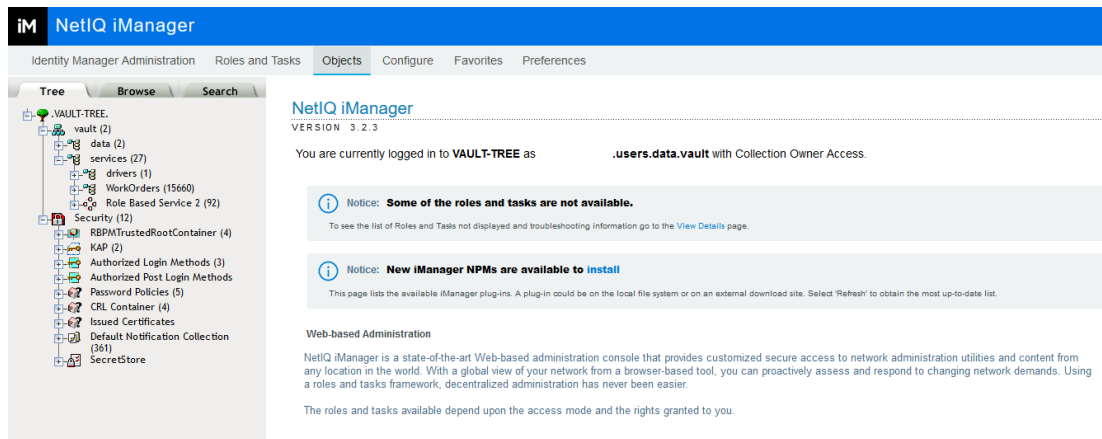 iM NetIQ iManager
Identity Manager Administration Roles and Tasks Objects Configure Favorites Preferences
Tree Browse Search
.VAULT-TREE.
vault (2)
data (2)
services (27)
drivers (1)
WorkOrders (15660)
Role Based Service 2 (92)
Security (12)
RBPMTrustedRootContainer (4)
KAP (2)
Authorized Login Methods (3)
Authorized Post Login Methods
Password Policies (5)
CRL Container (4)
Issued Certificates
Default Notification Collection
(361)
SecretStore
NetIQ iManager
VERSION 3.2.3
You are currently logged in to VAULT-TREE as .users.data.vault with Collection Owner Access.
Notice: Some of the roles and tasks are not available.
To see the list of Roles and Tasks not displayed and troubleshooting information go to the View Details page.
Notice: New iManager NPMs are available to install
This page lists the available iManager plug-ins. A plug-in could be on the local file system or on an external download site. Select 'Refresh' to obtain the most up-to-date list.
Web-based Administration
NetIQ iManager is a state-of-the-art Web-based administration console that provides customized secure access to network administration utilities and content from
any location in the world. With a global view of your network from a browser-based tool, you can proactively assess and respond to changing network demands. Using
a roles and tasks framework, decentralized administration has never been easier.
The roles and tasks available depend upon the access mode and the rights granted to you.